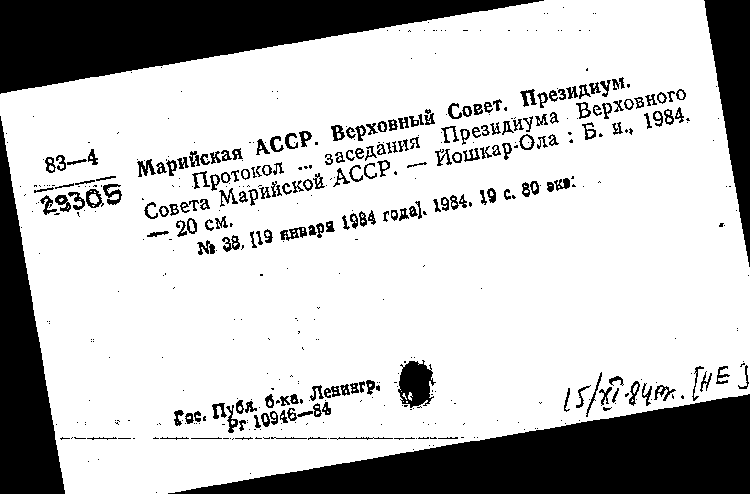 83—4
29305
Марийская АССР. Верховный Совет. Президиум.
Протокол ... заседания Президиума Верховного
Совета Марийской АССР. — Йошкар-Ола : Б. и., 1984.
— 20 см.
№ 38. [19 января 1984 года]. 1984. 19 с. 80 экз.
Гос. Публ. б-ка. Ленингр.
Рг 10946—84
15/XI-84 [НЕ]